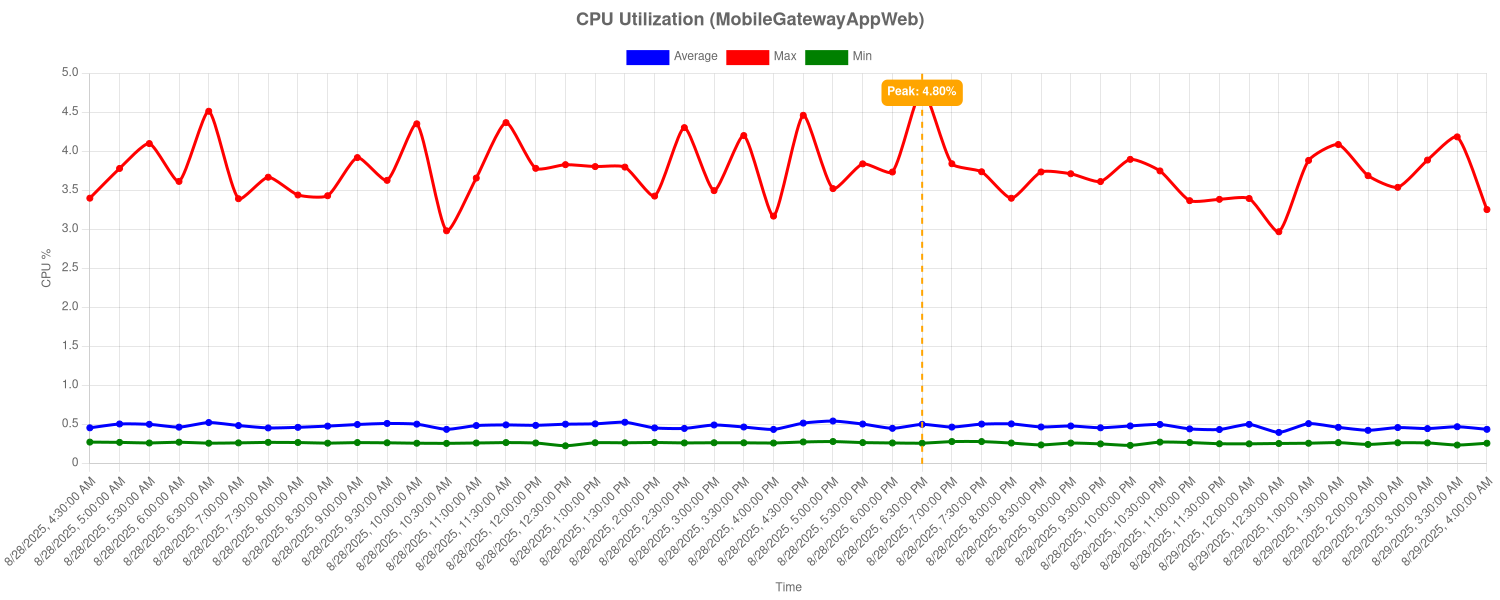 CPU Utilization (MobileGatewayAppWeb)
Average Max Min
Peak: 4.80%
5.0
4.5
4.0
3.5
3.0
2.5
2.0
1.5
1.0
0.5
0
CPU %
8/28/2025, 4:30:00 AM
8/28/2025, 5:00:00 AM
8/28/2025, 5:30:00 AM
8/28/2025, 6:00:00 AM
8/28/2025, 6:30:00 AM
8/28/2025, 7:00:00 AM
8/28/2025, 7:30:00 AM
8/28/2025, 8:00:00 AM
8/28/2025, 8:30:00 AM
8/28/2025, 9:00:00 AM
8/28/2025, 9:30:00 AM
8/28/2025, 10:00:00 AM
8/28/2025, 10:30:00 AM
8/28/2025, 11:00:00 AM
8/28/2025, 11:30:00 AM
8/28/2025, 12:00:00 PM
8/28/2025, 12:30:00 PM
8/28/2025, 1:00:00 PM
8/28/2025, 1:30:00 PM
8/28/2025, 2:00:00 PM
8/28/2025, 2:30:00 PM
8/28/2025, 3:00:00 PM
8/28/2025, 3:30:00 PM
8/28/2025, 4:00:00 PM
8/28/2025, 4:30:00 PM
8/28/2025, 5:00:00 PM
8/28/2025, 5:30:00 PM
8/28/2025, 6:00:00 PM
8/28/2025, 6:30:00 PM
8/28/2025, 7:00:00 PM
8/28/2025, 7:30:00 PM
8/28/2025, 8:00:00 PM
8/28/2025, 8:30:00 PM
8/28/2025, 9:00:00 PM
8/28/2025, 9:30:00 PM
8/28/2025, 10:00:00 PM
8/28/2025, 10:30:00 PM
8/28/2025, 11:00:00 PM
8/28/2025, 11:30:00 PM
8/29/2025, 12:00:00 AM
8/29/2025, 12:30:00 AM
8/29/2025, 1:00:00 AM
8/29/2025, 1:30:00 AM
8/29/2025, 2:00:00 AM
8/29/2025, 2:30:00 AM
8/29/2025, 3:00:00 AM
8/29/2025, 3:30:00 AM
8/29/2025, 4:00:00 AM
Time